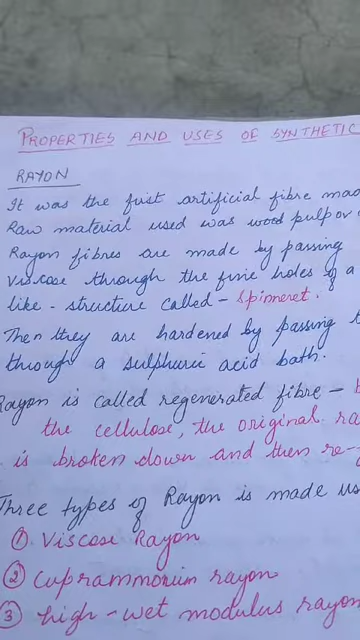 PROPERTIES AND USES OF SYNTHETIC
RAYON
It was the first artificial fibre
Raw material used was wood pulp or
Rayon fibres are made by passing
viscose through the fine holes of a
like - structure called - Spinneret.
Then they are hardened by passing
through a sulphuric acid bath.
Rayon is called regenerated fibre -
the cellulose, the original
is broken down and then re-
Three types of Rayon is made
① Viscose Rayon
② Cuprammonium rayon
③ high - wet modulus rayon